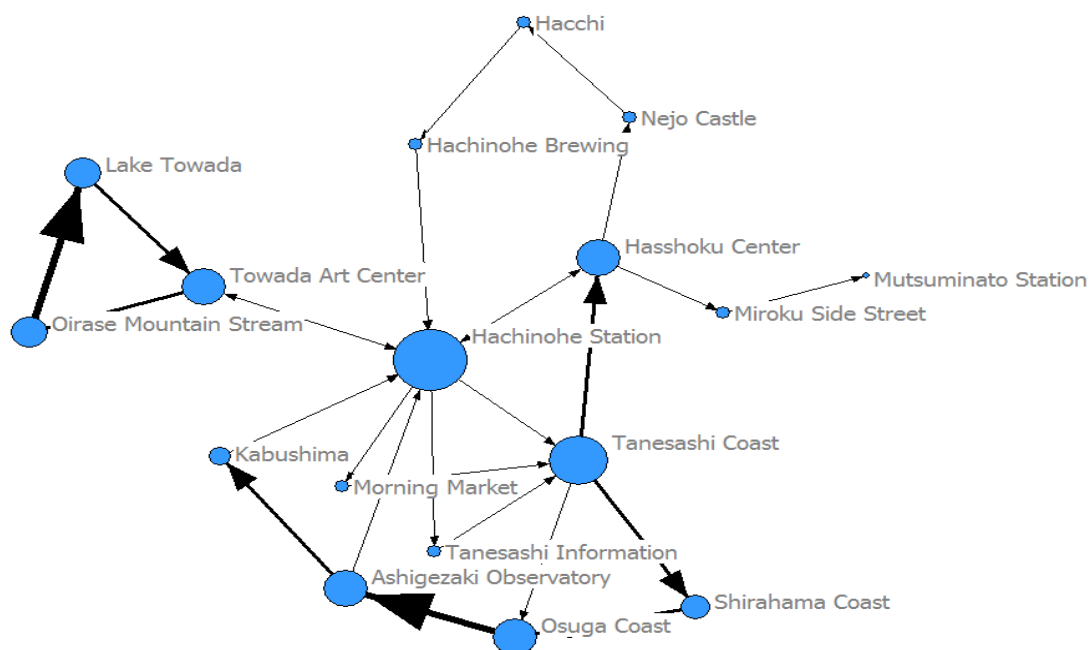 Hacchi
Nejo Castle
Hachinohe Brewing
Lake Towada
Hasshoku Center
Towada Art Center
Mutsuminato Station
Miroku Side Street
Oirase Mountain Stream
Hachinohe Station
Tanesashi Coast
Kabushima
Morning Market
Tanesashi Information
Ashigezaki Observatory
Shirahama Coast
Osuga Coast